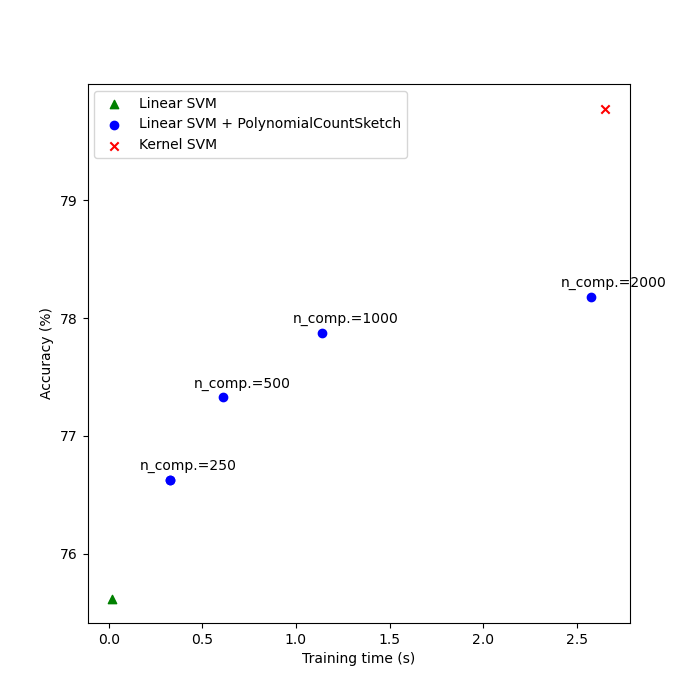 Linear SVM
Linear SVM + PolynomialCountSketch
Kernel SVM
79
78
77
76
Accuracy (%)
n_comp.=2000
n_comp.=1000
n_comp.=500
n_comp.=250
0.0 0.5 1.0 1.5 2.0 2.5
Training time (s)